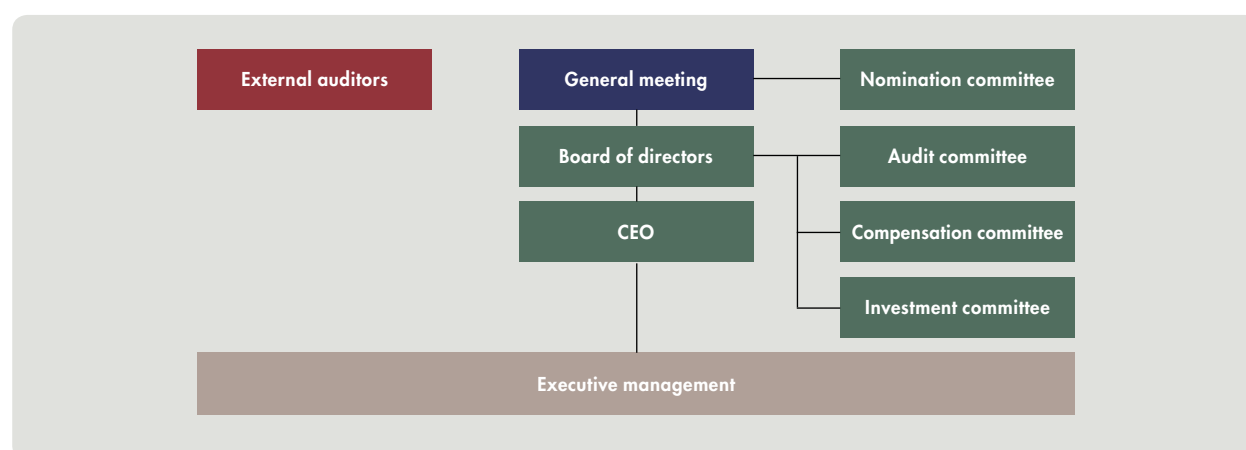 External auditors
General meeting
Nomination committee
Board of directors
Audit committee
CEO
Compensation committee
Investment committee
Executive management